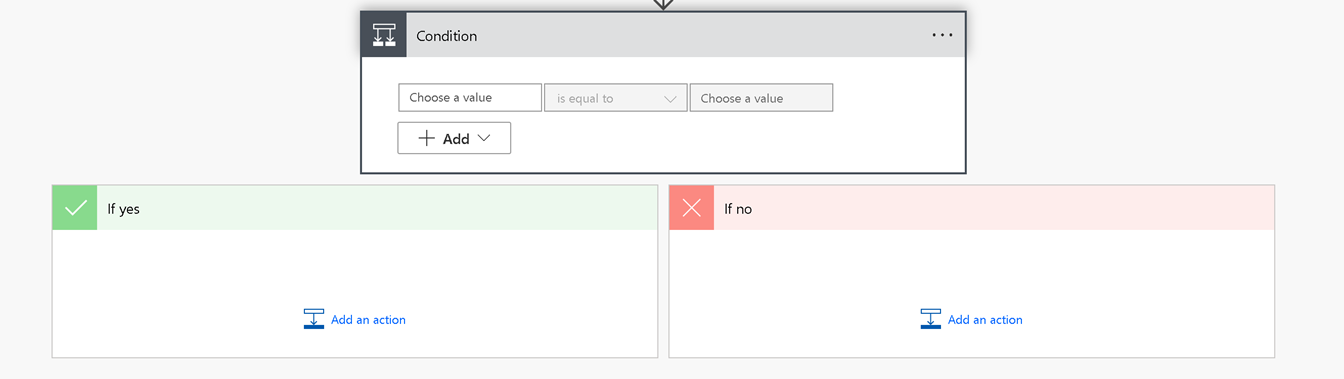 Condition
Choose a value
is equal to
Choose a value
Add
If yes
If no
Add an action
Add an action